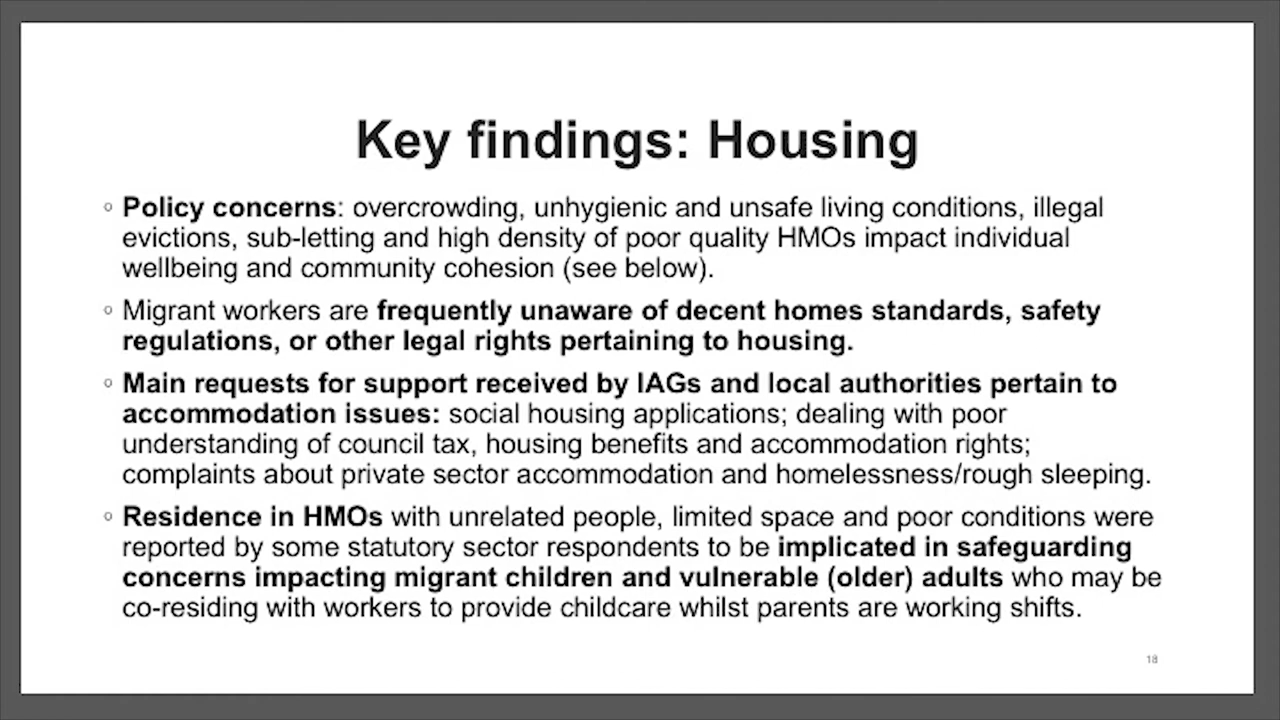 Key findings: Housing
◦ Policy concerns: overcrowding, unhygienic and unsafe living conditions, illegal
evictions, sub-letting and high density of poor quality HMOs impact individual
wellbeing and community cohesion (see below).
◦ Migrant workers are frequently unaware of decent homes standards, safety
regulations, or other legal rights pertaining to housing.
◦ Main requests for support received by IAGs and local authorities pertain to
accommodation issues: social housing applications; dealing with poor
understanding of council tax, housing benefits and accommodation rights;
complaints about private sector accommodation and homelessness/rough sleeping.
◦ Residence in HMOs with unrelated people, limited space and poor conditions were
reported by some statutory sector respondents to be implicated in safeguarding
concerns impacting migrant children and vulnerable (older) adults who may be
co-residing with workers to provide childcare whilst parents are working shifts.
18